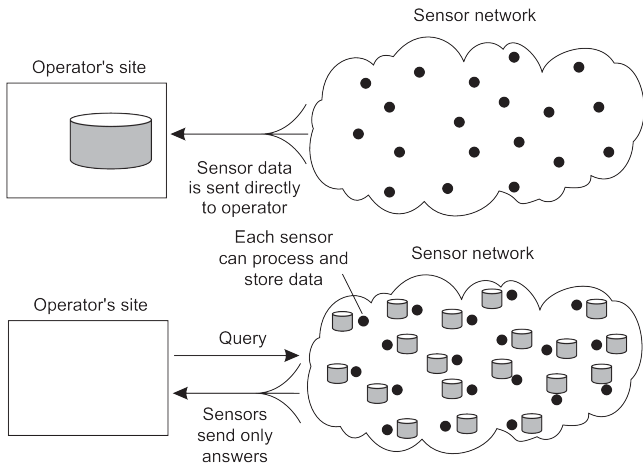 Sensor network
Operator's site
Sensor data
is sent directly
to operator
Each sensor
can process and
store data
Sensor network
Operator's site
Query
Sensors
send only
answers